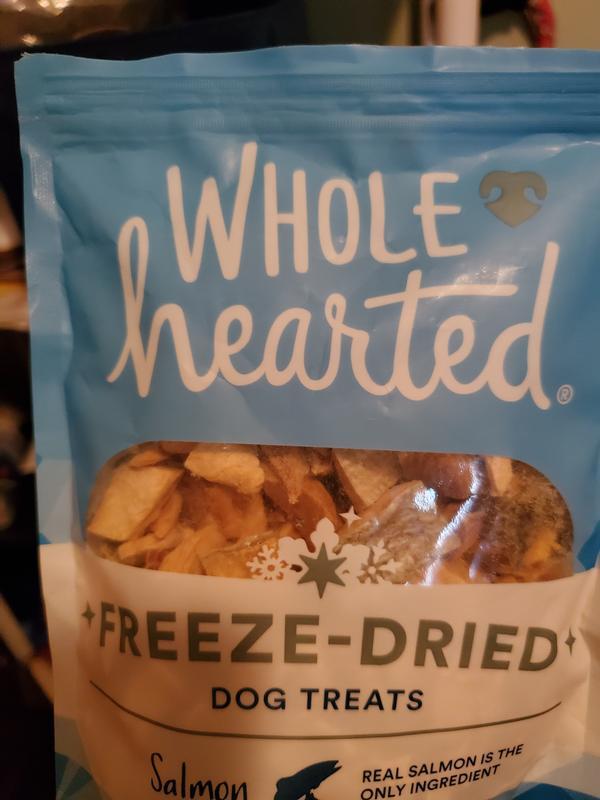 WHOLE
hearted®
FREEZE-DRIED
DOG TREATS
Salmon
REAL SALMON IS THE
ONLY INGREDIENT